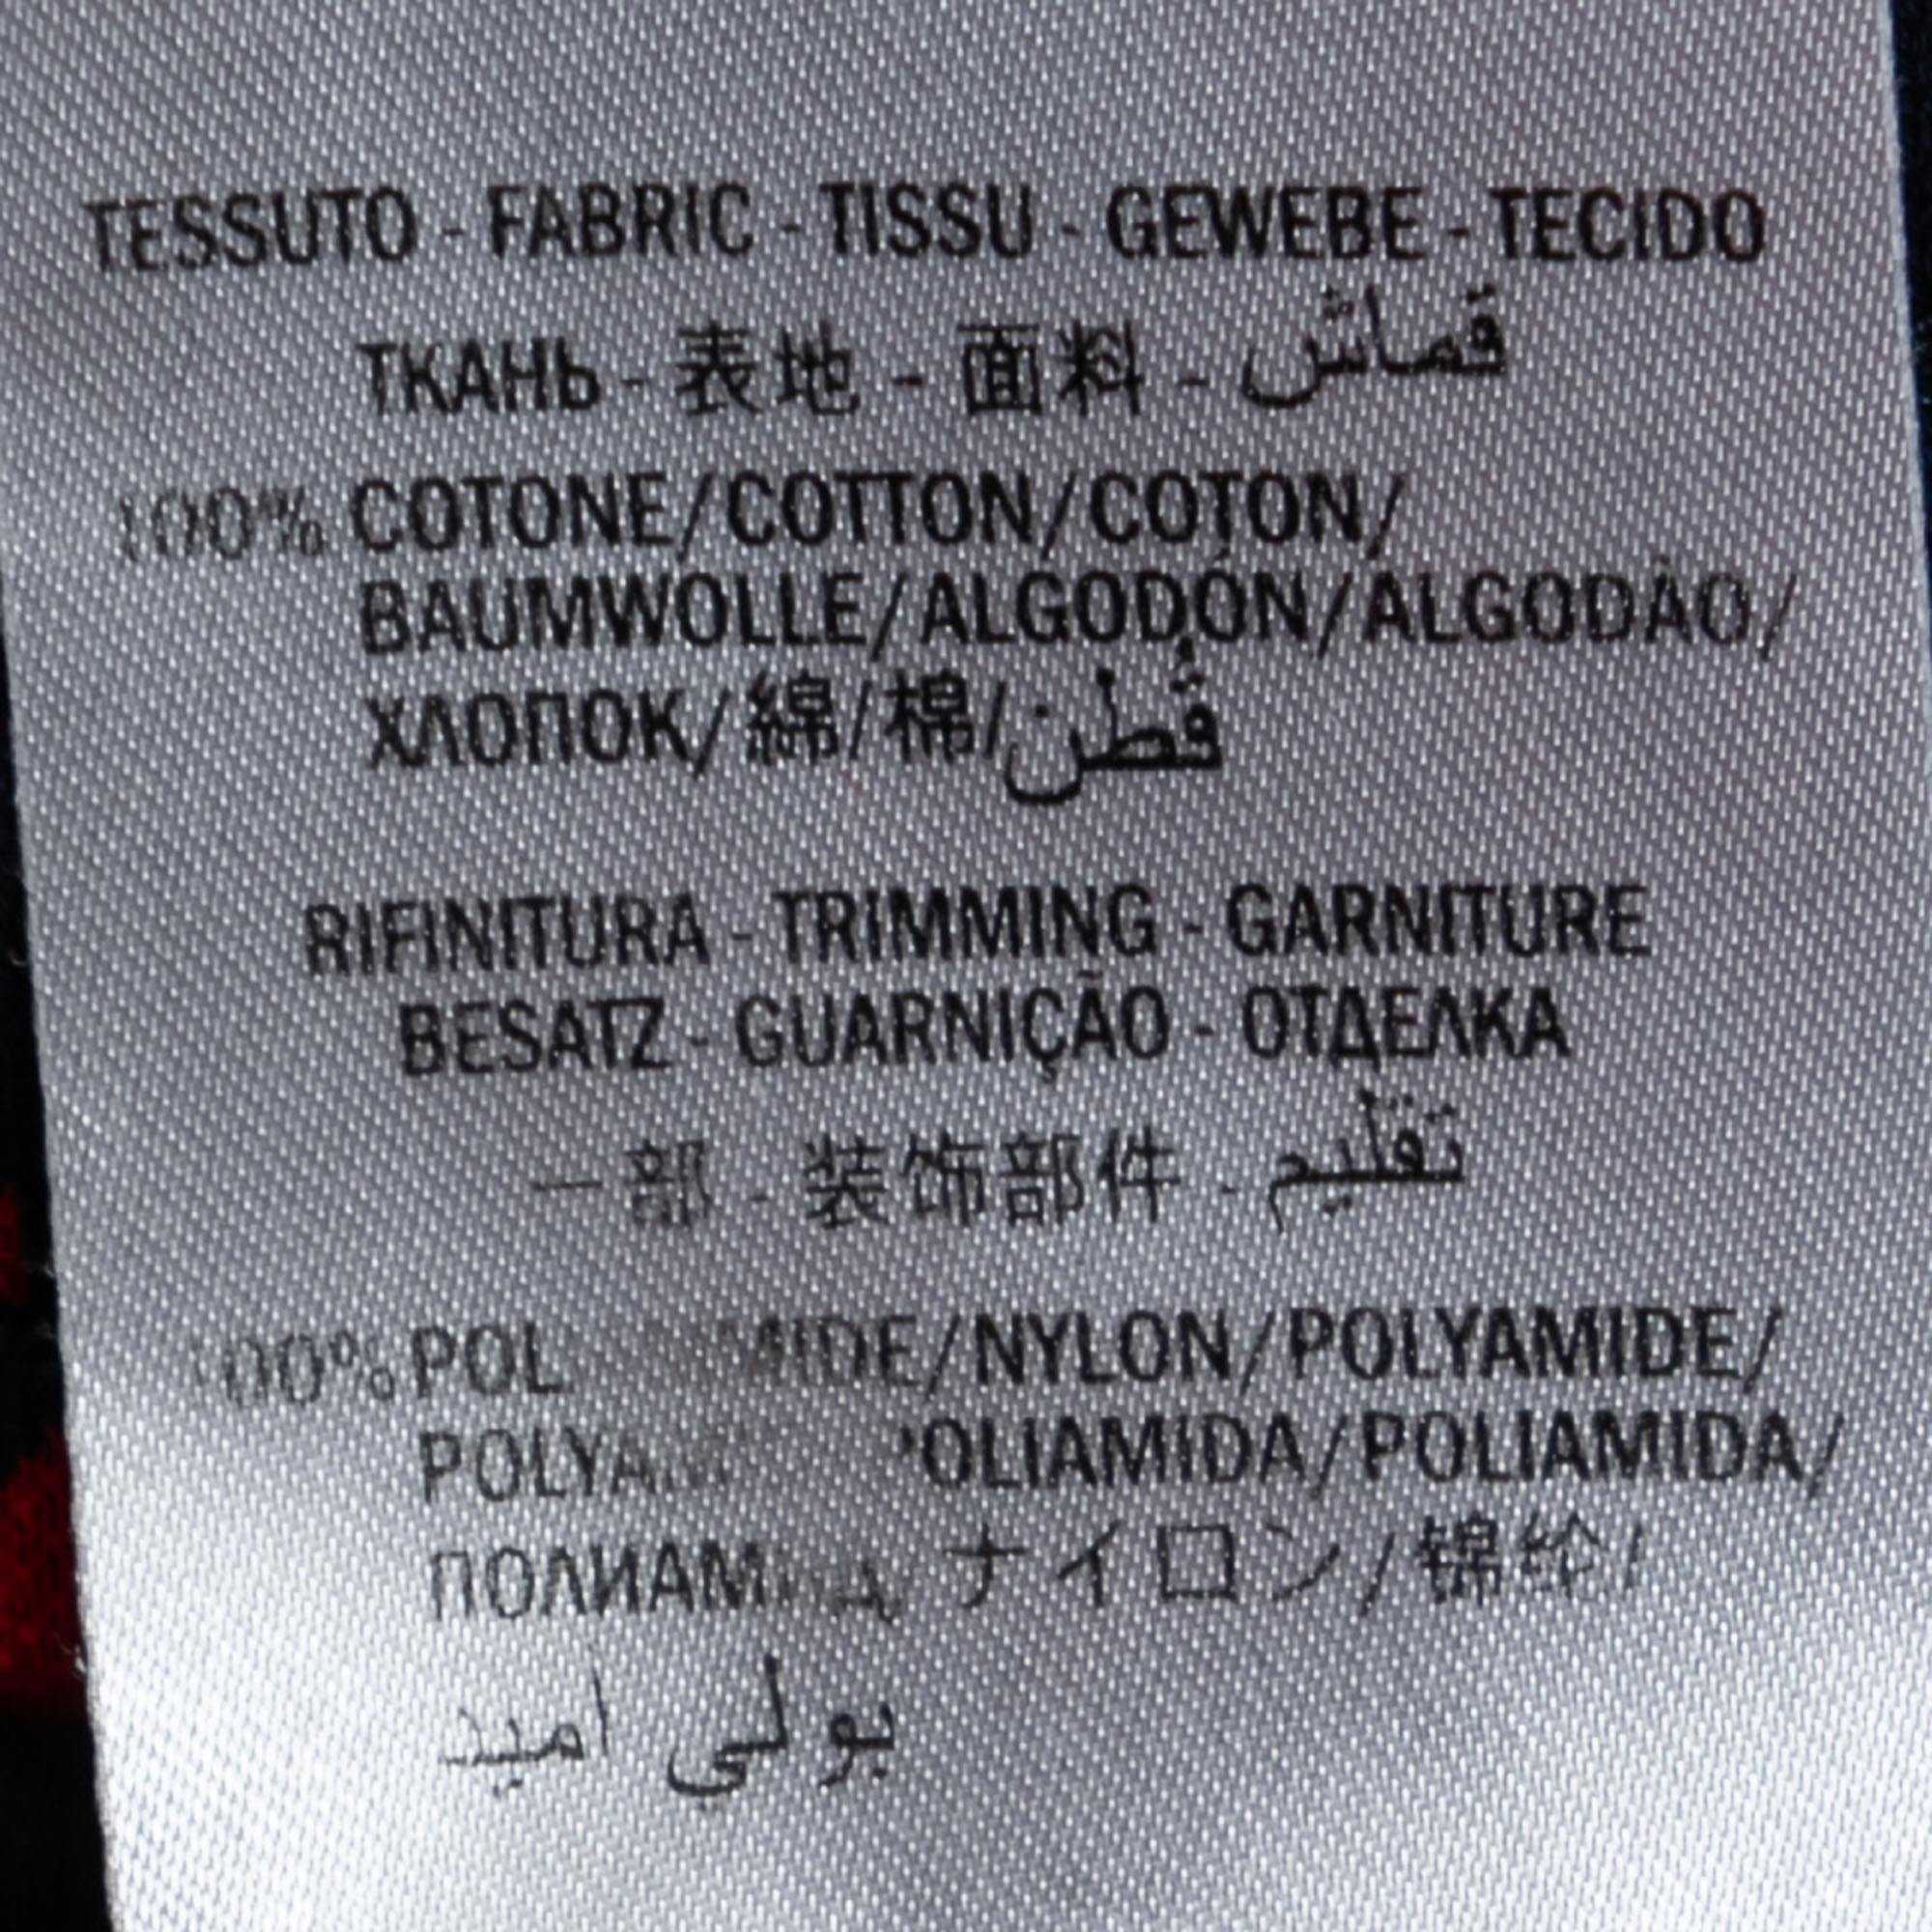 TESSUTO - FABRIC - TISSU - GEWEBE - TECIDO
ТКАНЬ - 表地 - 面料 - قماش
100% COTONE/COTTON/COTON/
BAUMWOLLE/ALGODÓN/ALGODÃO/
ХЛОПОК/綿/棉/قطن
RIFINITURA - TRIMMING - GARNITURE
BESATZ - GUARNIÇÃO - ОТДЕЛКА
一部 - 装饰部件 - تقليم
100% /NYLON/POLYAMIDE/
POLIAMIDA/POLIAMIDA/
ナイロン/锦纶/
بولي اميد